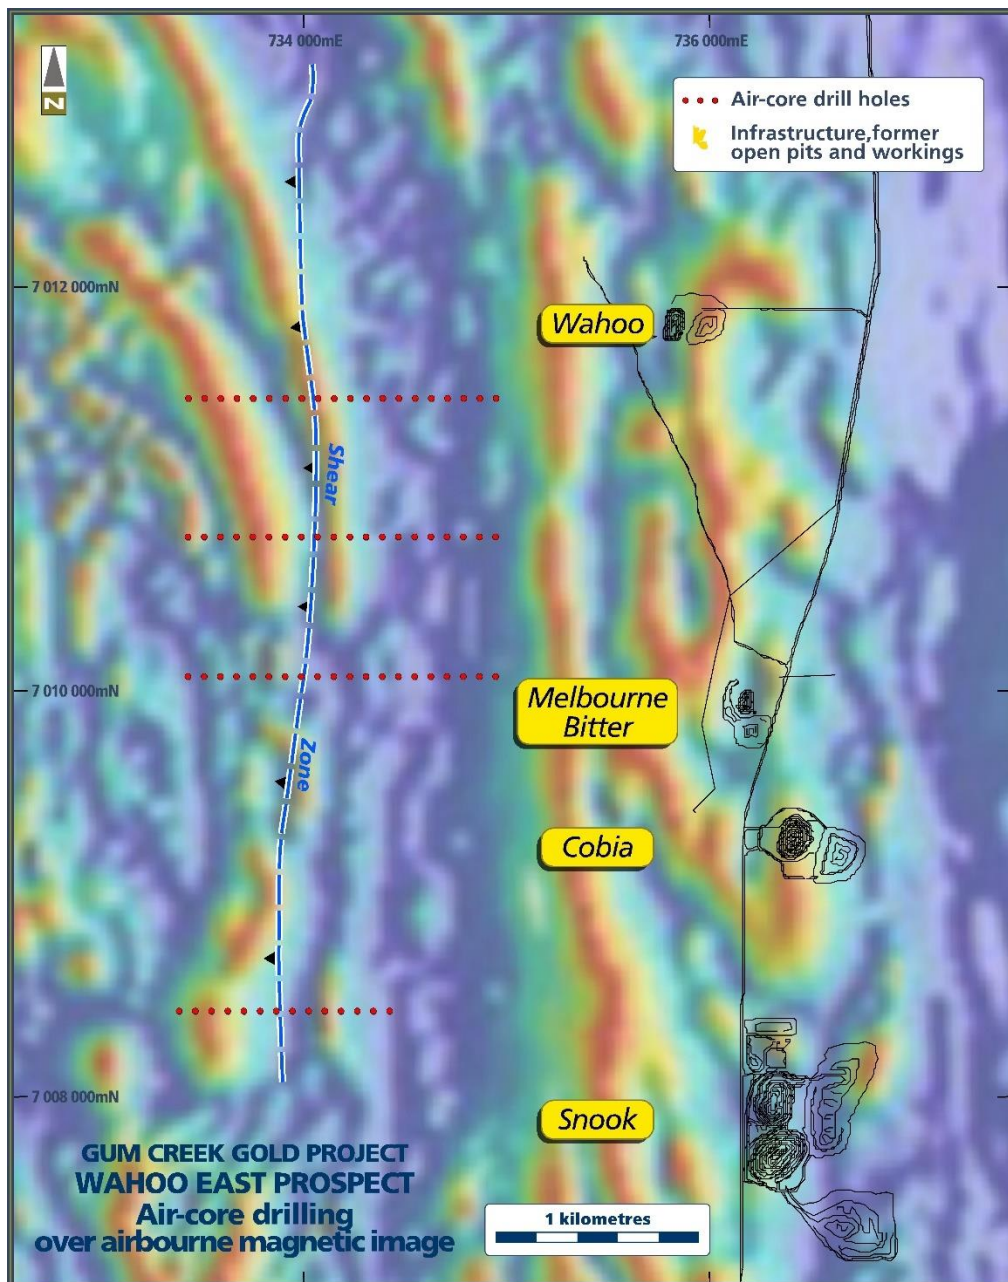 734 000mE
736 000mE
N
Air-core drill holes
Infrastructure,former
open pits and workings
7 012 000mN
Wahoo
Shear
7 010 000mN
Melbourne
Bitter
Zone
Cobia
7 008 000mN
Snook
GUM CREEK GOLD PROJECT
WAHOO EAST PROSPECT
Air-core drilling
over airbourne magnetic image
1 kilometres